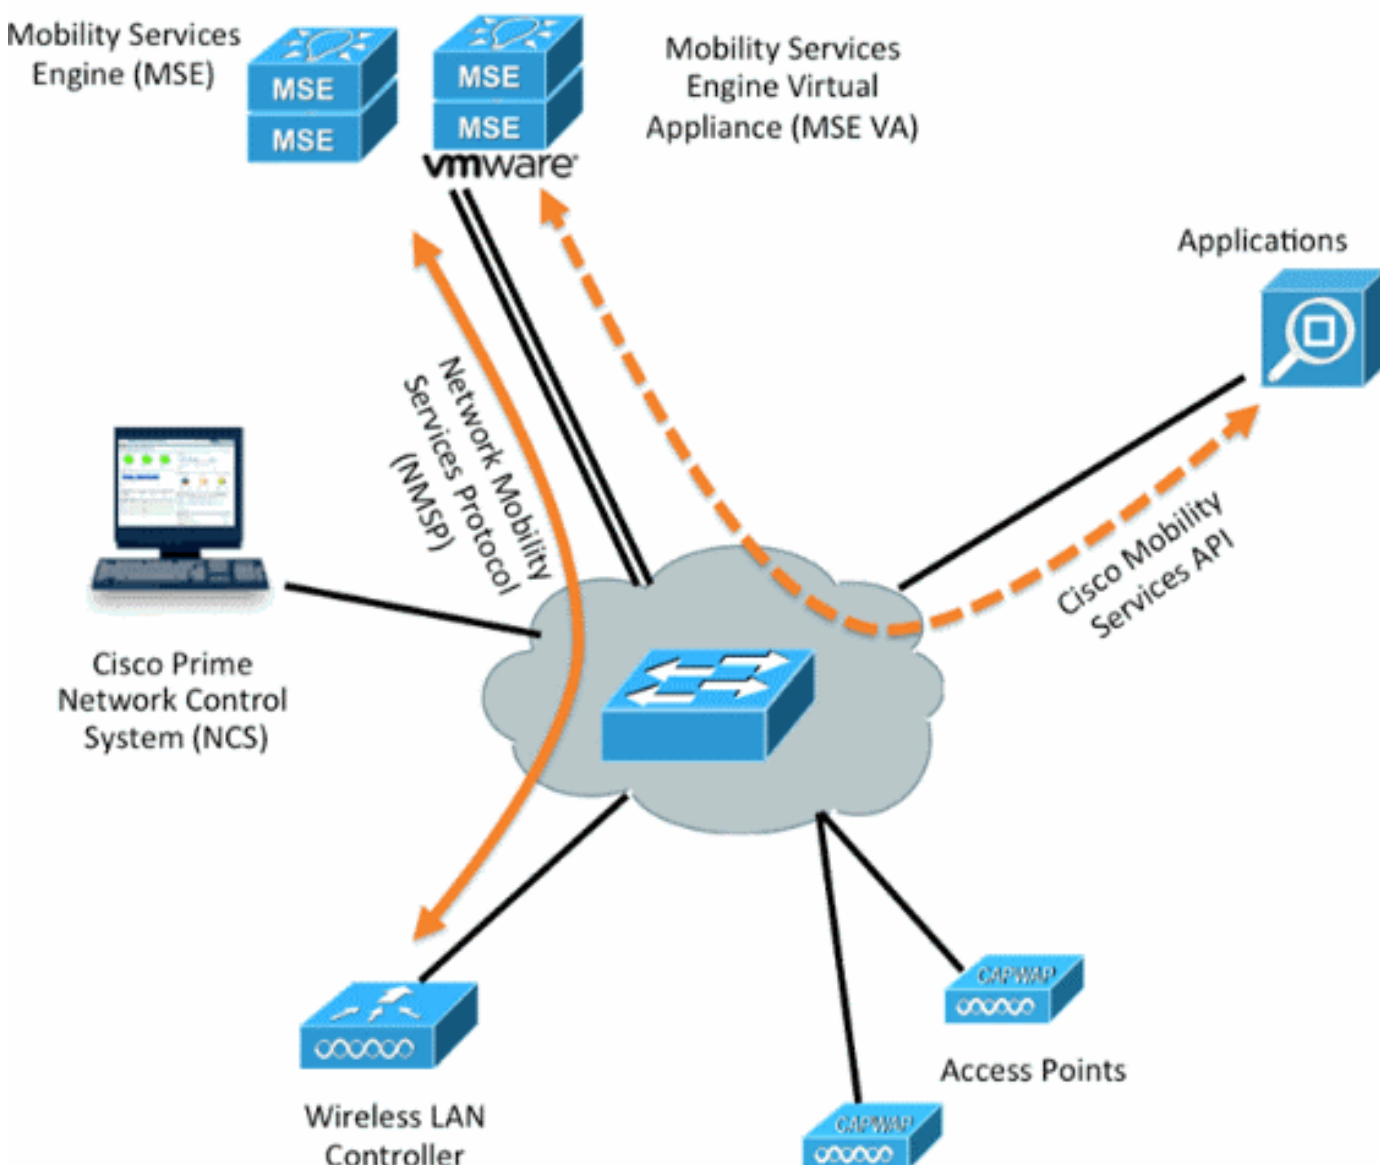 Mobility Services
Engine (MSE)
MSE
MSE
MSE
MSE
vmware
Mobility Services
Engine Virtual
Appliance (MSE VA)
Applications
Network Mobility
Services Protocol
(NMSP)
Cisco Mobility
Services API
Cisco Prime
Network Control
System (NCS)
CAPWAP
Access Points
Wireless LAN
Controller
CAPWAP